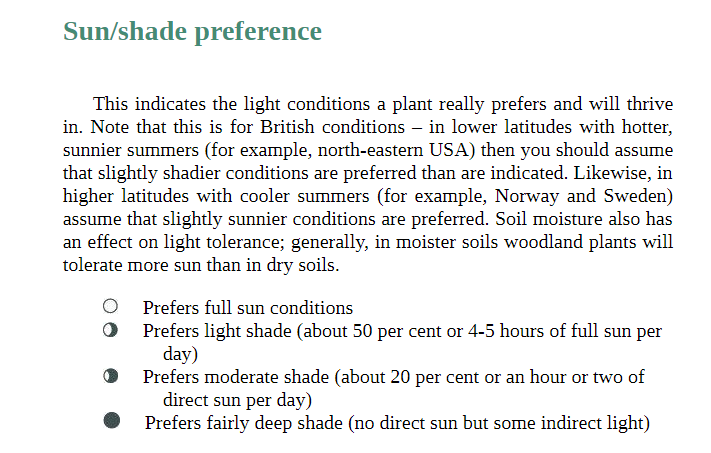 Sun/shade preference
This indicates the light conditions a plant really prefers and will thrive
in. Note that this is for British conditions – in lower latitudes with hotter,
sunnier summers (for example, north-eastern USA) then you should assume
that slightly shadier conditions are preferred than are indicated. Likewise, in
higher latitudes with cooler summers (for example, Norway and Sweden)
assume that slightly sunnier conditions are preferred. Soil moisture also has
an effect on light tolerance; generally, in moister soils woodland plants will
tolerate more sun than in dry soils.
Prefers full sun conditions
Prefers light shade (about 50 per cent or 4-5 hours of full sun per
day)
Prefers moderate shade (about 20 per cent or an hour or two of
direct sun per day)
Prefers fairly deep shade (no direct sun but some indirect light)